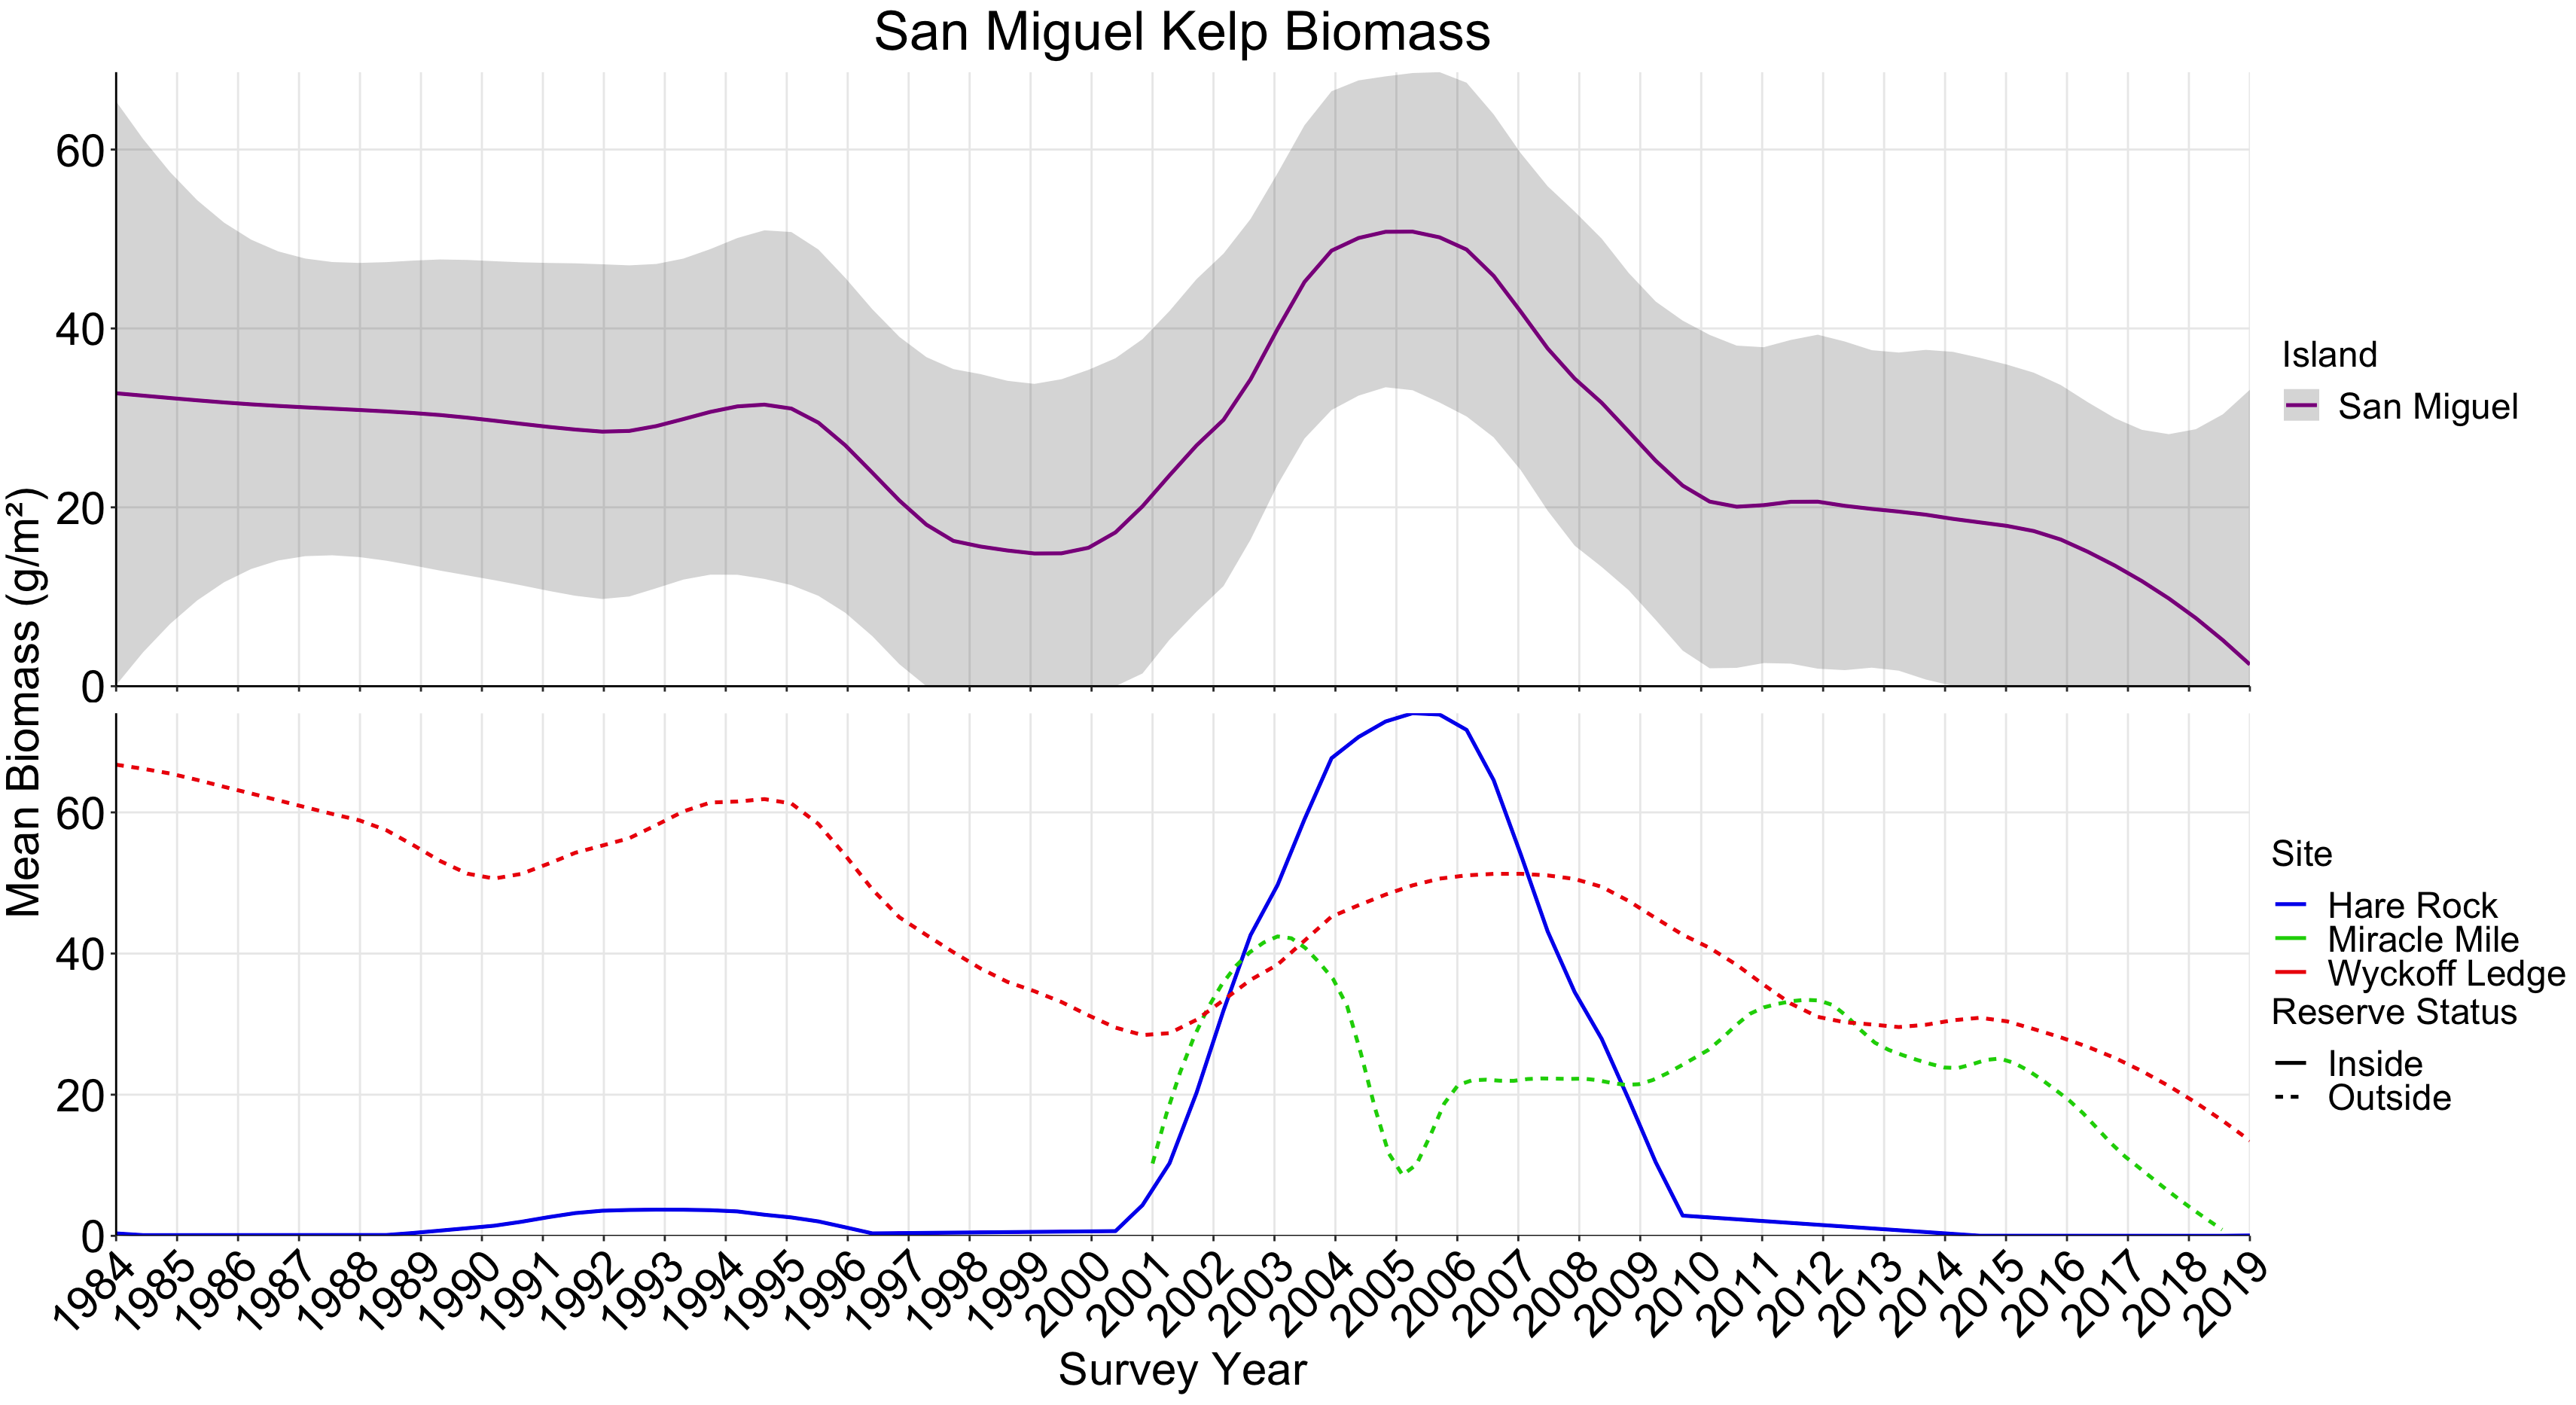 San Miguel Kelp Biomass
Mean Biomass (g/m²)
60
40
20
0
Island
San Miguel
60
40
20
0
Site
Hare Rock
Miracle Mile
Wyckoff Ledge
Reserve Status
Inside
Outside
1984 1985 1986 1987 1988 1989 1990 1991 1992 1993 1994 1995 1996 1997 1998 1999 2000 2001 2002 2003 2004 2005 2006 2007 2008 2009 2010 2011 2012 2013 2014 2015 2016 2017 2018 2019
Survey Year